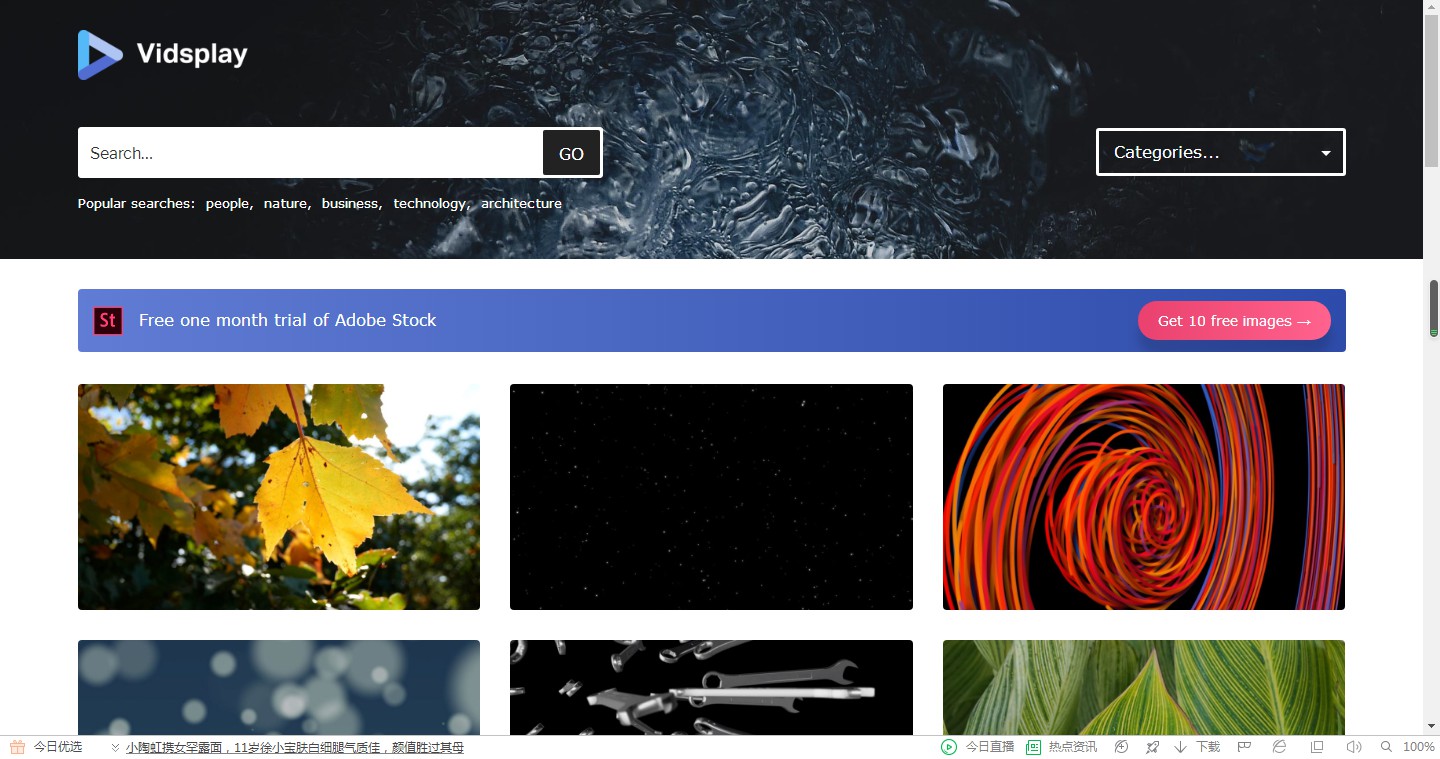 Vidsplay
Search...
GO
Categories...
Popular searches: people, nature, business, technology, architecture
St
Free one month trial of Adobe Stock
Get 10 free images →
今日优选
小陶虹携女罕露面，11岁徐小宝肤白细腿气质佳，颜值胜过其母
今日直播
热点资讯
下载
100%